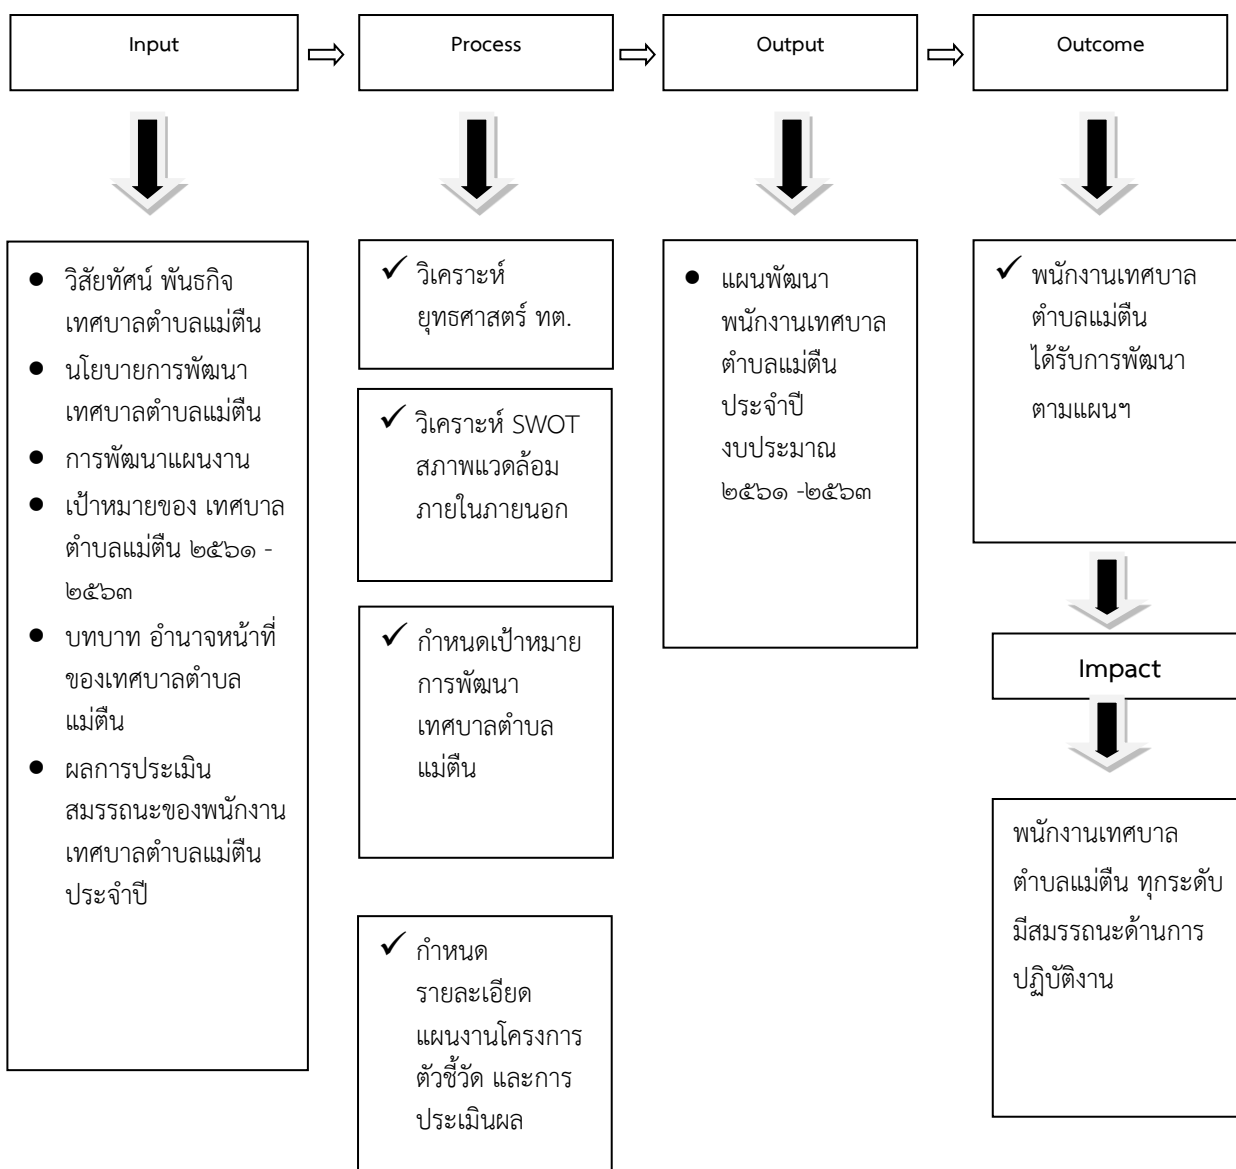 Input
Process
Output
Outcome
วิสัยทัศน์ พันธกิจ
เทศบาลตำบลแม่ตืน
นโยบายการพัฒนา
เทศบาลตำบลแม่ตืน
การพัฒนาแผนงาน
เป้าหมายของ เทศบาล
ตำบลแม่ตืน ๒๕๖๑ -
๒๕๖๓
บทบาท อำนาจหน้าที่
ของเทศบาลตำบล
แม่ตืน
ผลการประเมิน
สมรรถนะของพนักงาน
เทศบาลตำบลแม่ตืน
ประจำปี
วิเคราะห์
ยุทธศาสตร์ ทต.
วิเคราะห์ SWOT
สภาพแวดล้อม
ภายในภายนอก
กำหนดเป้าหมาย
การพัฒนา
เทศบาลตำบล
แม่ตืน
กำหนด
รายละเอียด
แผนงานโครงการ
ตัวชี้วัด และการ
ประเมินผล
แผนพัฒนา
พนักงานเทศบาล
ตำบลแม่ตืน
ประจำปี
งบประมาณ
๒๕๖๑ -๒๕๖๓
พนักงานเทศบาล
ตำบลแม่ตืน
ได้รับการพัฒนา
ตามแผนฯ
Impact
พนักงานเทศบาล
ตำบลแม่ตืน ทุกระดับ
มีสมรรถนะด้านการ
ปฏิบัติงาน